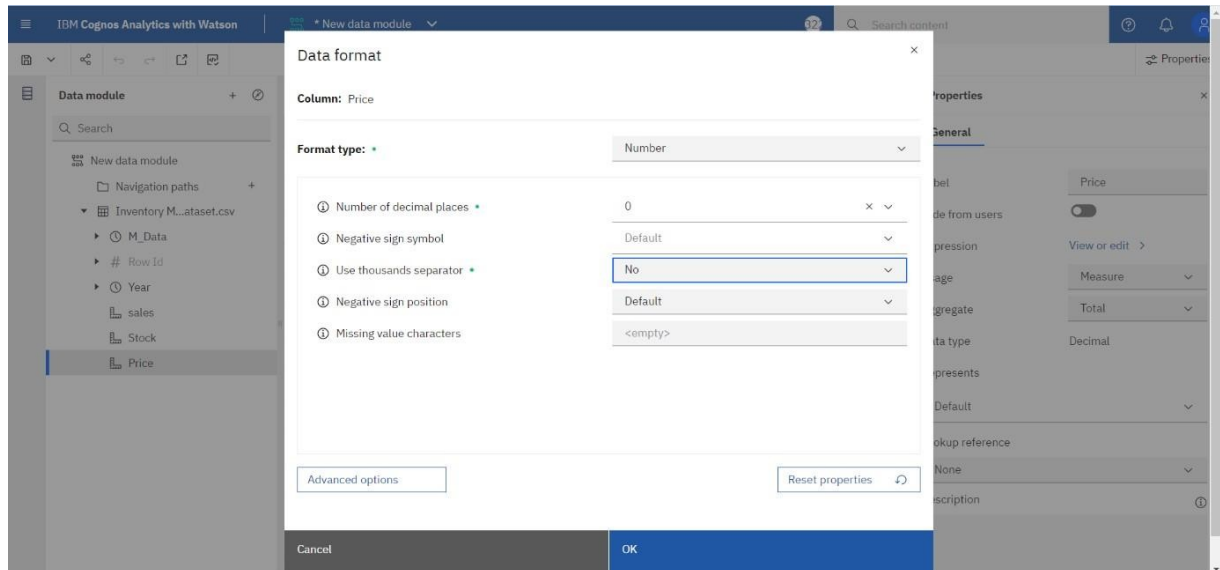 IBM Cognos Analytics with Watson
* New data module
32
Search content
Properties
Data module
Search
New data module
Navigation paths
Inventory M...ataset.csv
M_Data
# Row Id
Year
sales
Stock
Price
Data format
Column: Price
Format type:
Number
Number of decimal places
0
Negative sign symbol
Default
Use thousands separator
No
Negative sign position
Default
Missing value characters
<empty>
Advanced options
Reset properties
Cancel
OK
roperties
General
bel
Price
de from users
pression
View or edit
age
Measure
gregate
Total
ta type
Decimal
presents
Default
okup reference
None
scription